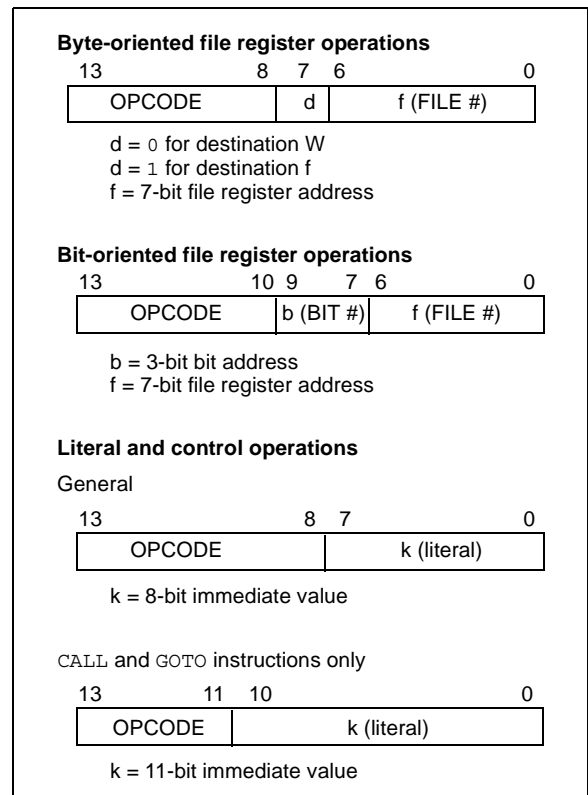 Byte-oriented file register operations
13 8 7 6 0
OPCODE d f (FILE #)
d = 0 for destination W
d = 1 for destination f
f = 7-bit file register address
Bit-oriented file register operations
13 10 9 7 6 0
OPCODE b (BIT #) f (FILE #)
b = 3-bit bit address
f = 7-bit file register address
Literal and control operations
General
13 8 7 0
OPCODE k (literal)
k = 8-bit immediate value
CALL and GOTO instructions only
13 11 10 0
OPCODE k (literal)
k = 11-bit immediate value